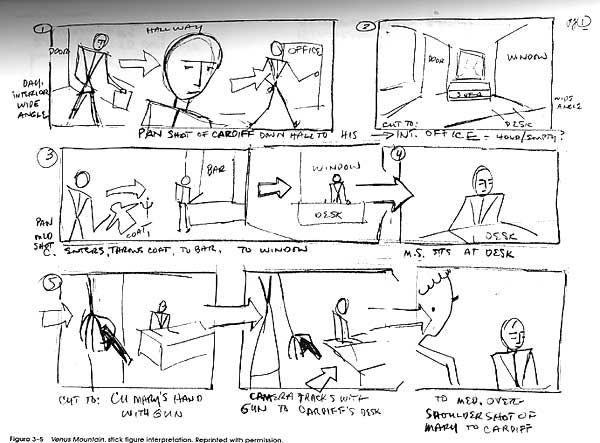 pg 1
1
HALLWAY
DOOR
OFFICE
DAY,
INTERIOR
WIDE
ANGLE
PAN SHOT OF CARDIFF DOWN HALL TO HIS
2
DOOR
WINDOW
WIDE
ANGLE
CUT TO:
DESK
INT. OFFICE - HOLD/EMPTY?
3
BAR
WINDOW
DESK
COAT
PAN
MED
SHOT
C. ENTERS, THROWS COAT, TO BAR, TO WINDOW
4
DESK
M.S. SITS AT DESK
5
CUT TO: CU MARY'S HAND
WITH GUN
CAMERA TRACKS WITH
GUN TO CARDIFF'S DESK
TO MED. OVER-
SHOULDER SHOT OF
MARY TO CARDIFF
Figure 3-5 Venus Mountain, stick figure interpretation. Reprinted with permission.